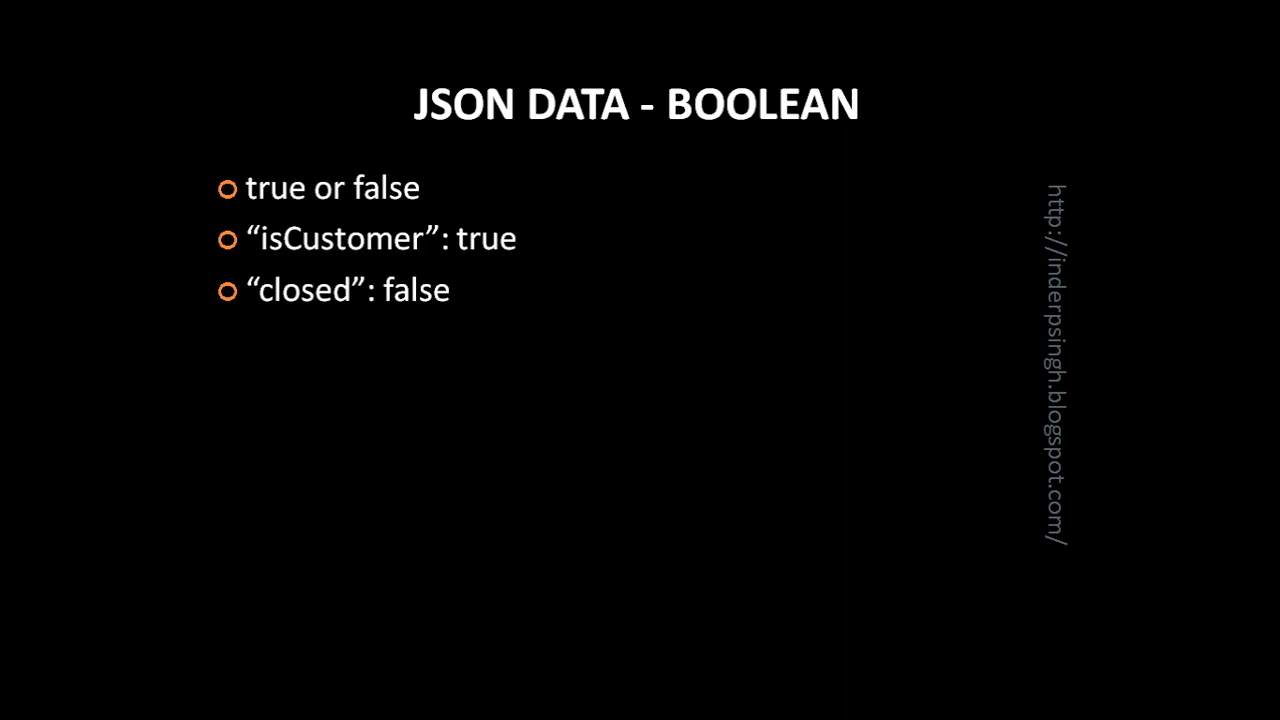 JSON DATA - BOOLEAN
true or false
“isCustomer”: true
“closed”: false
http://inderpsingh.blogspot.com/